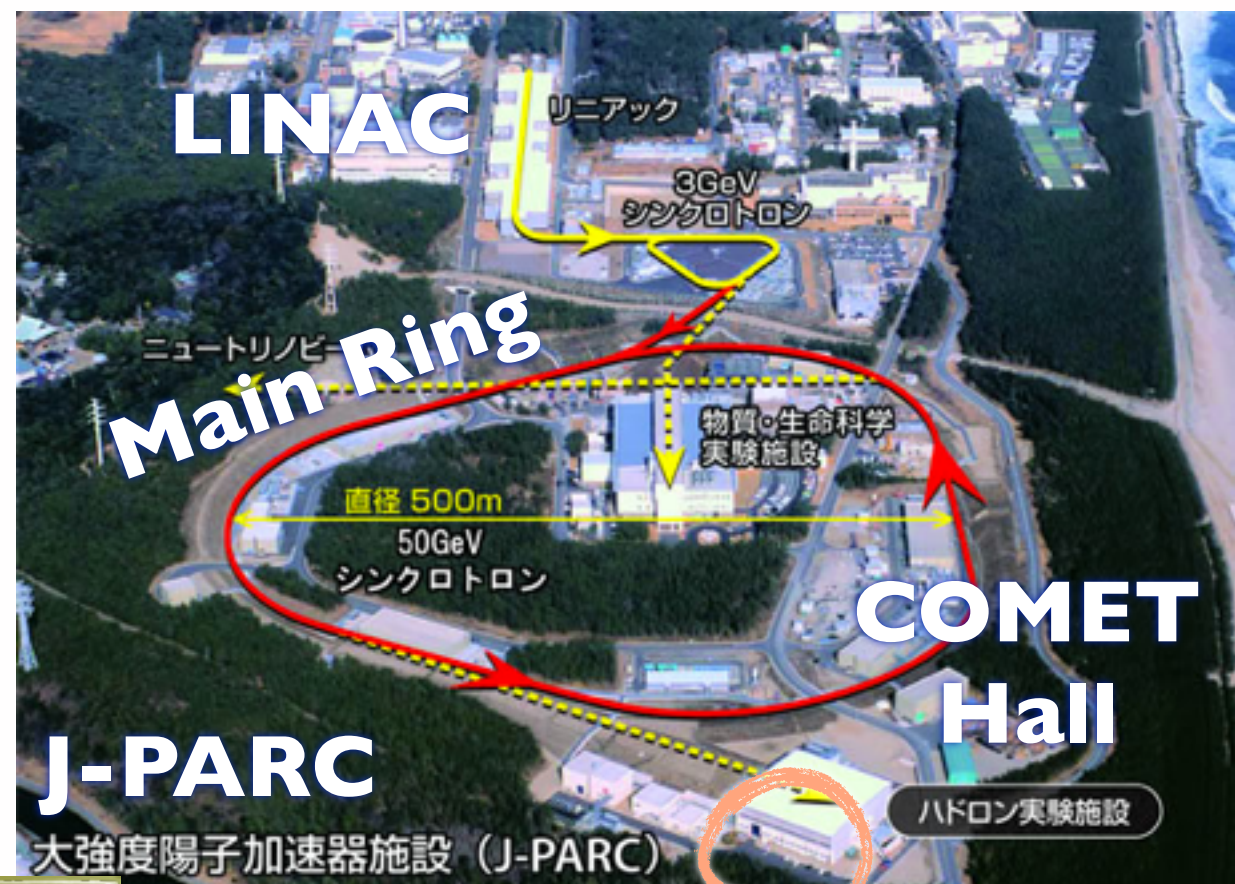 LINAC
リニアック
3GeV
シンクロトロン
ニュートリノビー
Main Ring
物質・生命科学
実験施設
直径 500m
50GeV
シンクロトロン
COMET
Hall
J-PARC
ハドロン実験施設
大強度陽子加速器施設（J-PARC）